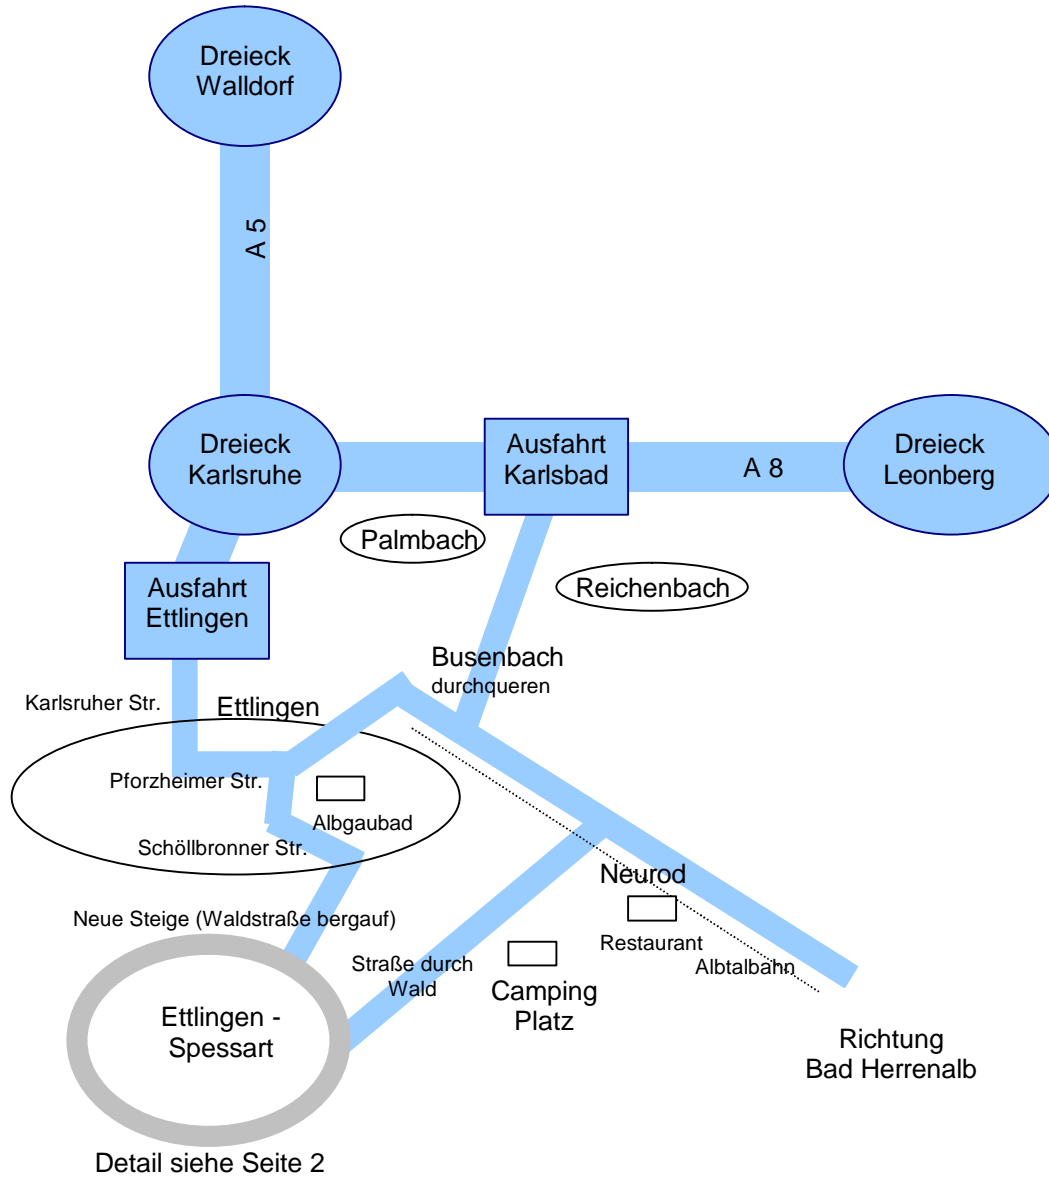 Dreieck
Walldorf
A 5
Dreieck
Karlsruhe
Ausfahrt
Karlsbad
A 8
Dreieck
Leonberg
Palmbach
Reichenbach
Ausfahrt
Ettlingen
Busenbach
durchqueren
Karlsruher Str.
Ettlingen
Pforzheimer Str.
Albgaubad
Schöllbronner Str.
Neurod
Neue Steige (Waldstraße bergauf)
Restaurant
Straße durch
Wald
Albtalbahn
Camping
Platz
Ettlingen -
Spessart
Richtung
Bad Herrenalb
Detail siehe Seite 2